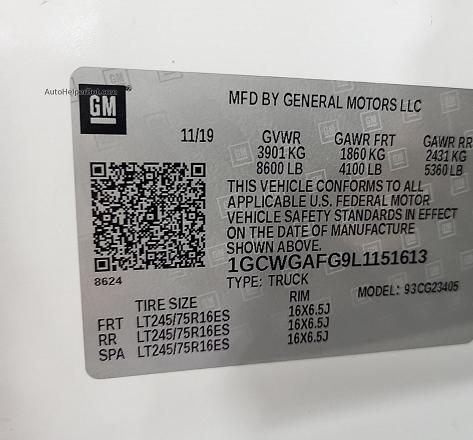 AutoHelperBot.com
GM
MFD BY GENERAL MOTORS LLC
11/19 GVWR GAWR FRT GAWR RR
3901 KG 1860 KG 2431 KG
8600 LB 4100 LB 5360 LB
THIS VEHICLE CONFORMS TO ALL
APPLICABLE U.S. FEDERAL MOTOR
VEHICLE SAFETY STANDARDS IN EFFECT
ON THE DATE OF MANUFACTURE
SHOWN ABOVE.
1GCWGAFG9L1151613
8624 TYPE: TRUCK MODEL: 93CG23405
TIRE SIZE RIM
FRT LT245/75R16ES 16X6.5J
RR LT245/75R16ES 16X6.5J
SPA LT245/75R16ES 16X6.5J